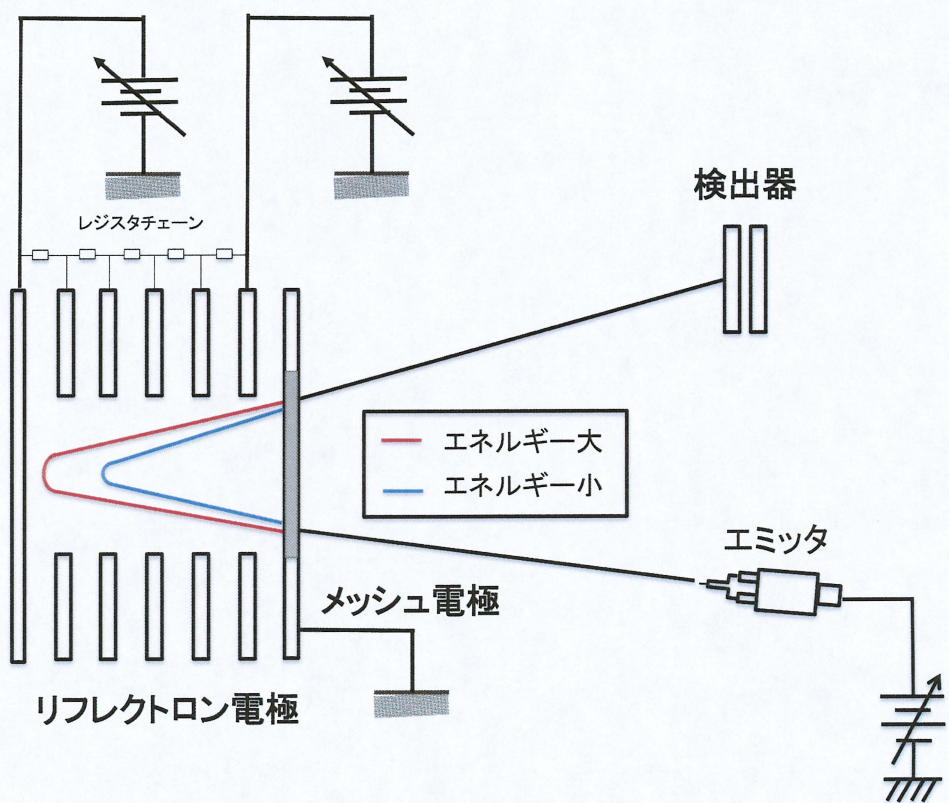 レジスタチェーン
検出器
エネルギー大
エネルギー小
エミッタ
メッシュ電極
リフレクトロン電極